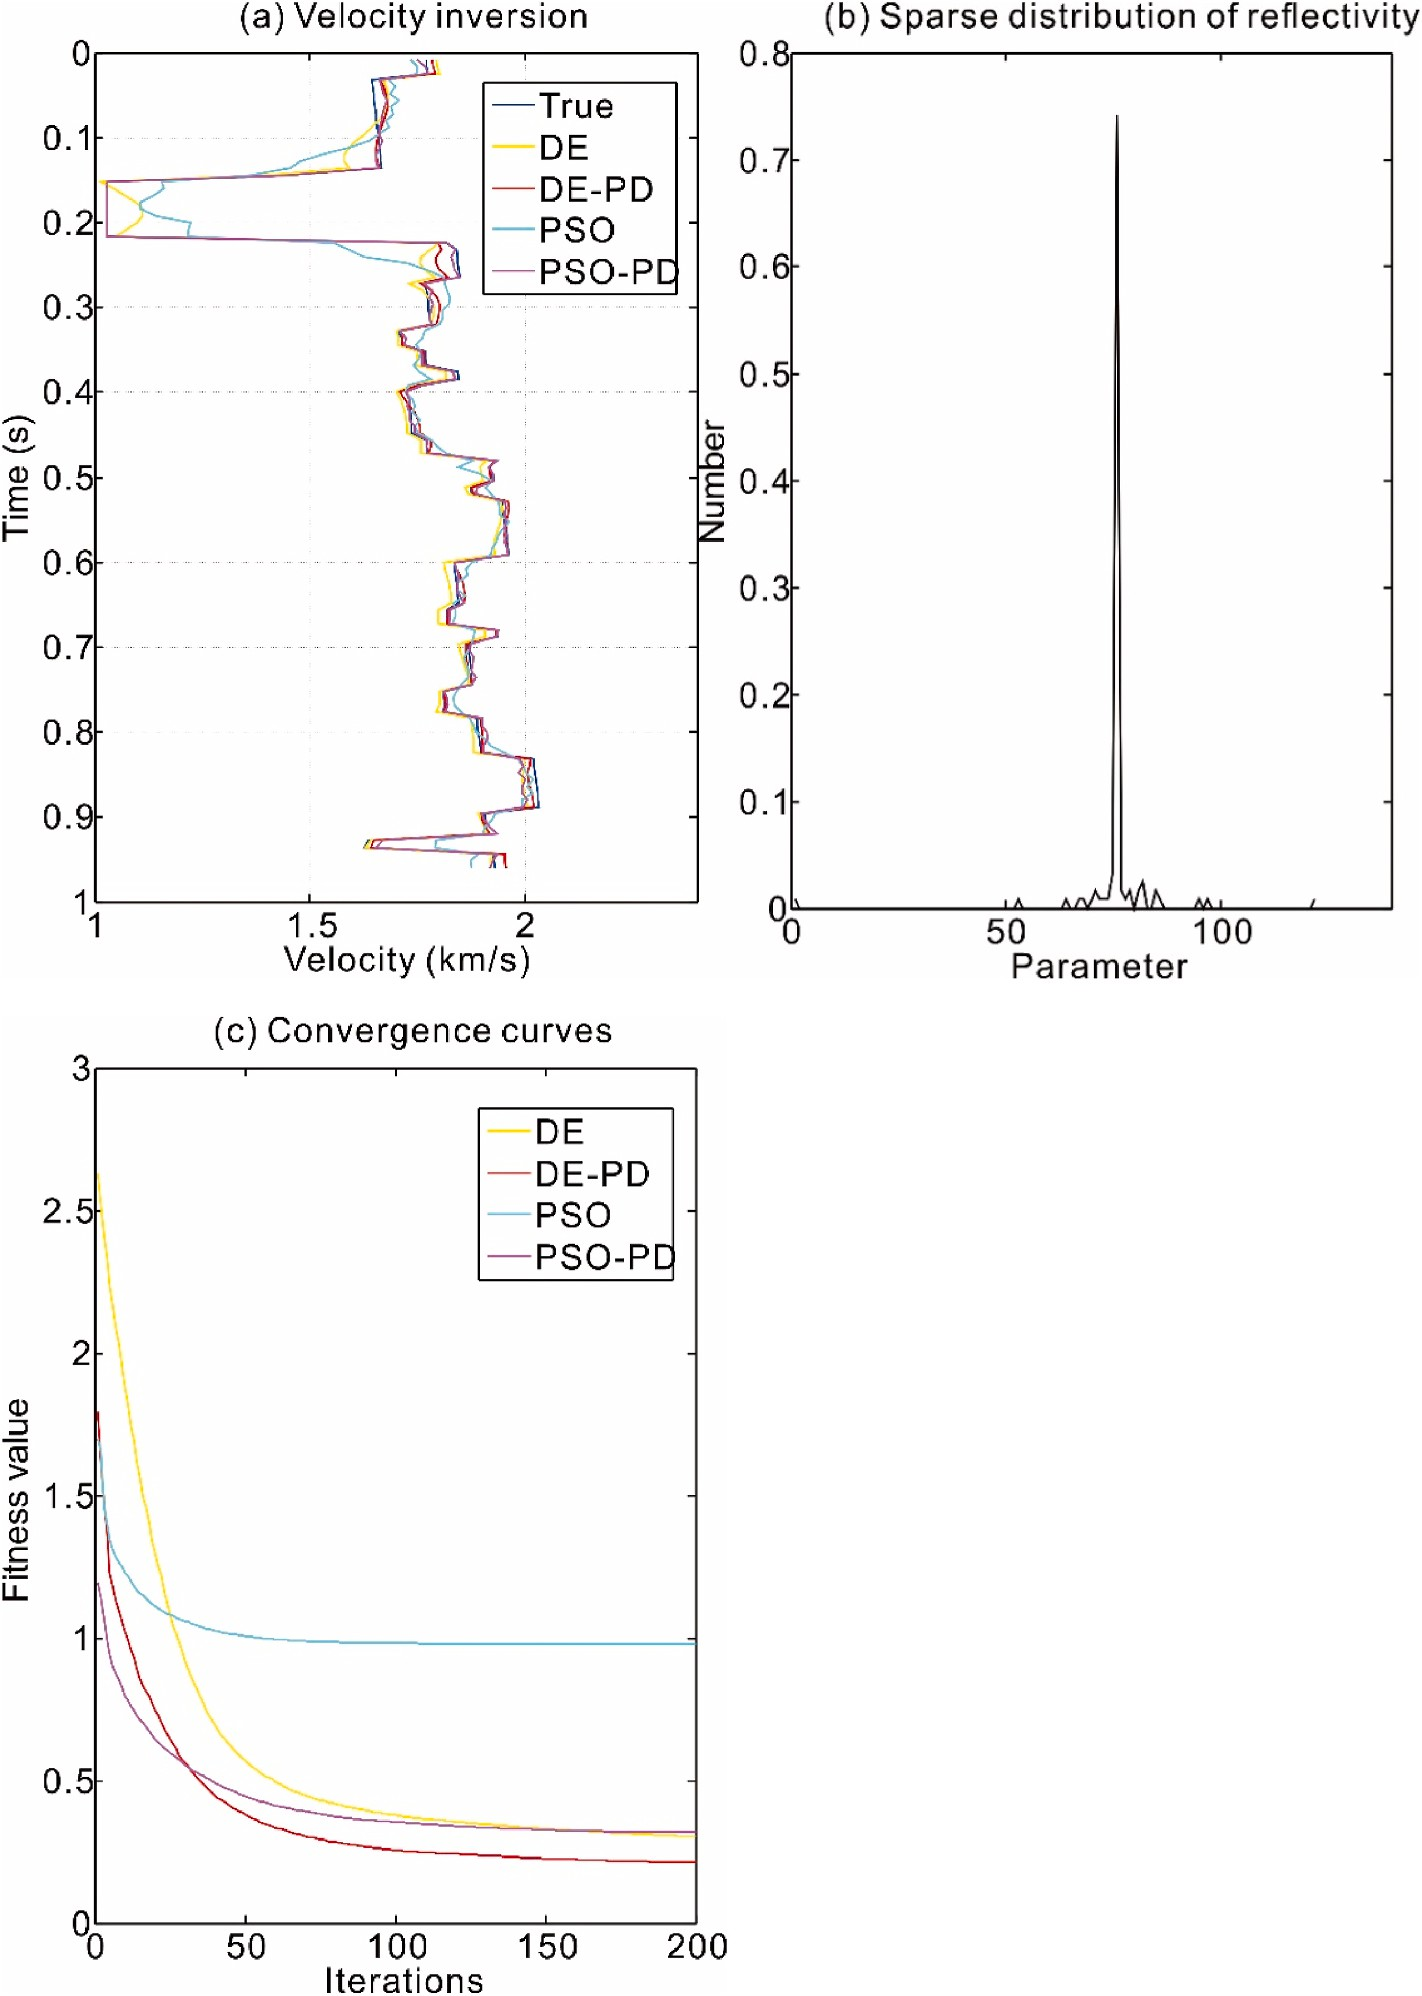 (a) Velocity inversion
0
0.1
0.2
0.3
0.4
0.5
0.6
0.7
0.8
0.9
1
Time (s)
True
DE
DE-PD
PSO
PSO-PD
1
1.5
2
Velocity (km/s)
(b) Sparse distribution of reflectivity
0.8
0.7
0.6
0.5
0.4
0.3
0.2
0.1
0
Number
0
50
100
Parameter
(c) Convergence curves
3
2.5
2
1.5
1
0.5
0
Fitness value
DE
DE-PD
PSO
PSO-PD
0
50
100
150
200
Iterations